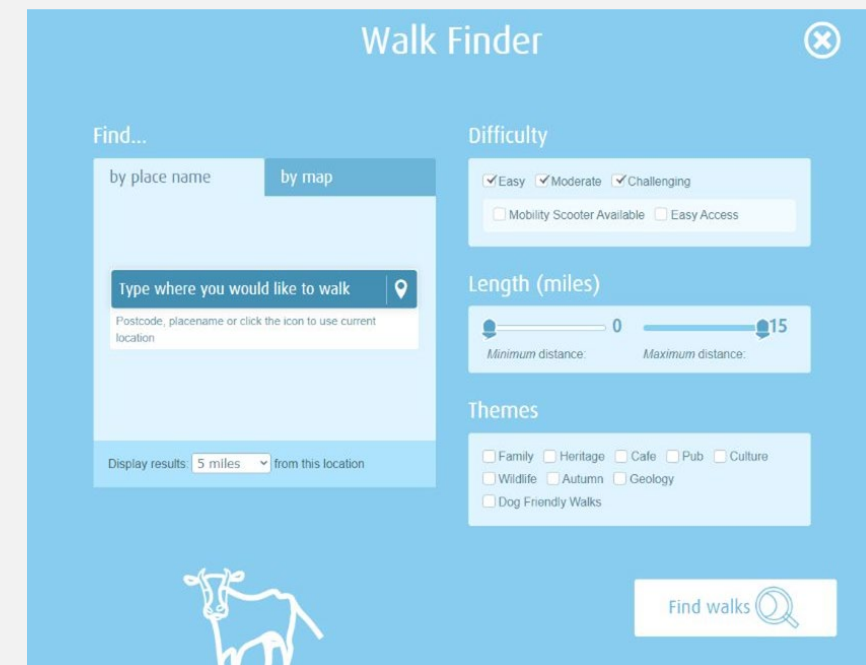 Walk Finder
Find...
by place name
by map
Type where you would like to walk
Postcode, placename or click the icon to use current
location
Display results: 5 miles from this location
Difficulty
Easy Moderate Challenging
Mobility Scooter Available Easy Access
Length (miles)
0 15
Minimum distance: Maximum distance:
Themes
Family Heritage Cafe Pub Culture
Wildlife Autumn Geology
Dog Friendly Walks
Find walks